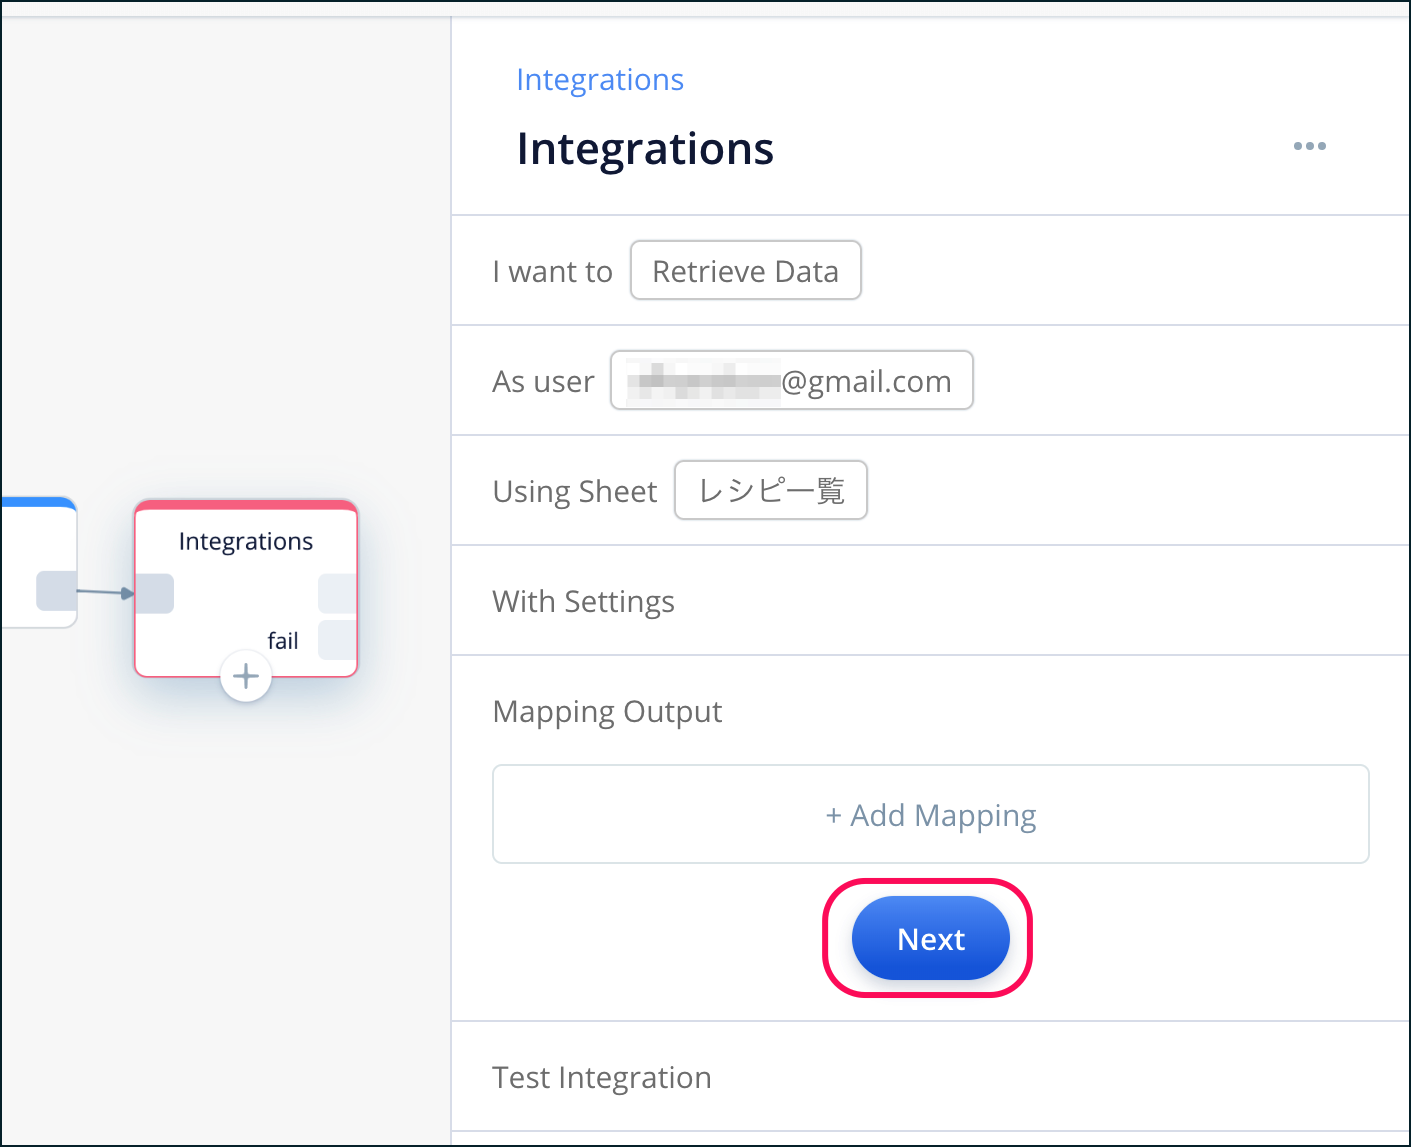 Integrations
Integrations
I want to Retrieve Data
As user @gmail.com
Using Sheet レシピ一覧
With Settings
Mapping Output
+ Add Mapping
Next
Test Integration
Integrations
fail